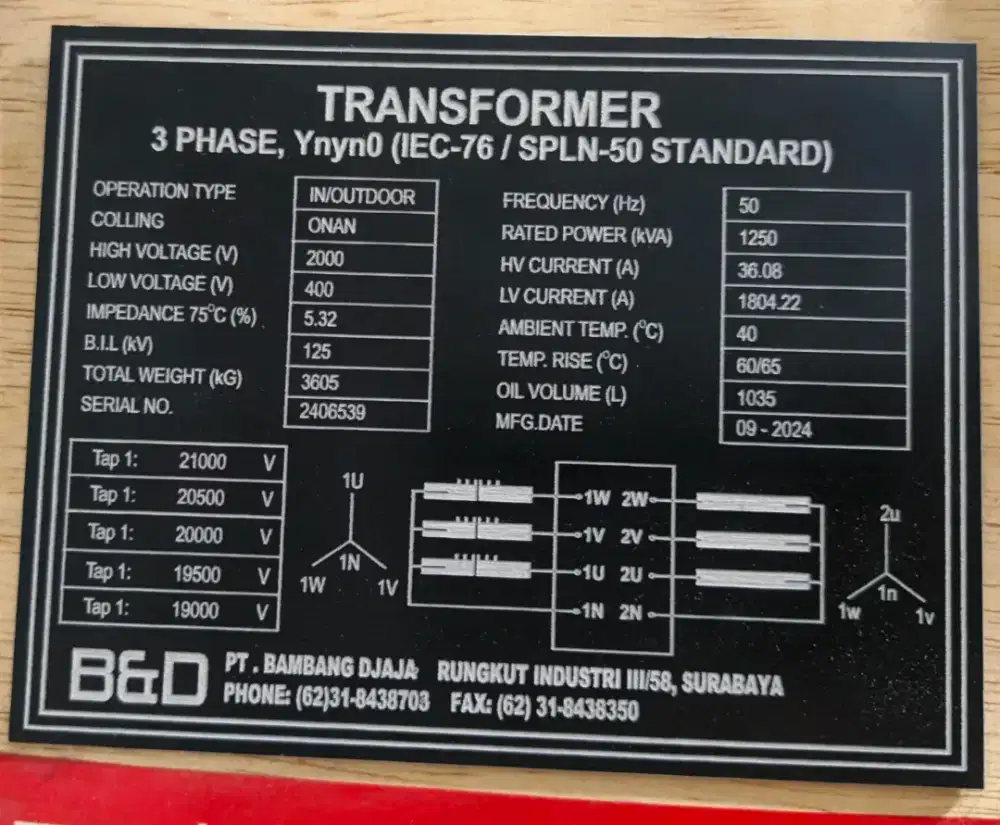 TRANSFORMER
3 PHASE, Ynyn0 (IEC-76 / SPLN-50 STANDARD)
OPERATION TYPE IN/OUTDOOR
COLLING ONAN
HIGH VOLTAGE (V) 2000
LOW VOLTAGE (V) 400
IMPEDANCE 75°C (%) 5.32
B.I.L (kV) 125
TOTAL WEIGHT (kG) 3605
SERIAL NO. 2406539
FREQUENCY (Hz) 50
RATED POWER (kVA) 1250
HV CURRENT (A) 36.08
LV CURRENT (A) 1804.22
AMBIENT TEMP. (°C) 40
TEMP. RISE (°C) 60/65
OIL VOLUME (L) 1035
MFG.DATE 09 - 2024
Tap 1: 21000 V
Tap 1: 20500 V
Tap 1: 20000 V
Tap 1: 19500 V
Tap 1: 19000 V
1U
1N
1W 1V
1W 2W
1V 2V
1U 2U
1N 2N
2u
1n
1w 1v
B&D
PT . BAMBANG DJAJA RUNGKUT INDUSTRI III/58, SURABAYA
PHONE: (62)31-8438703 FAX: (62) 31-8438350